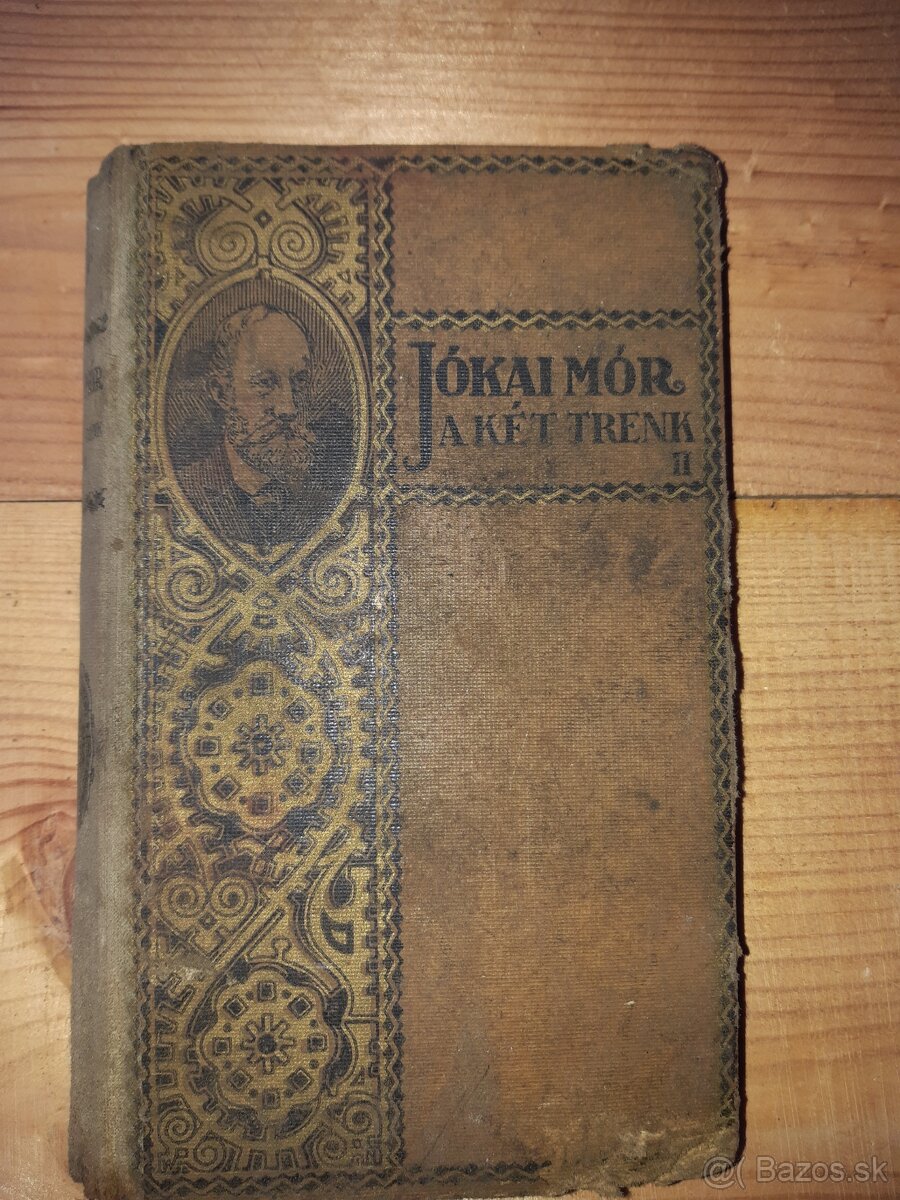 JÓKAI MÓR
A KÉT TRENK
II
Bazos.sk